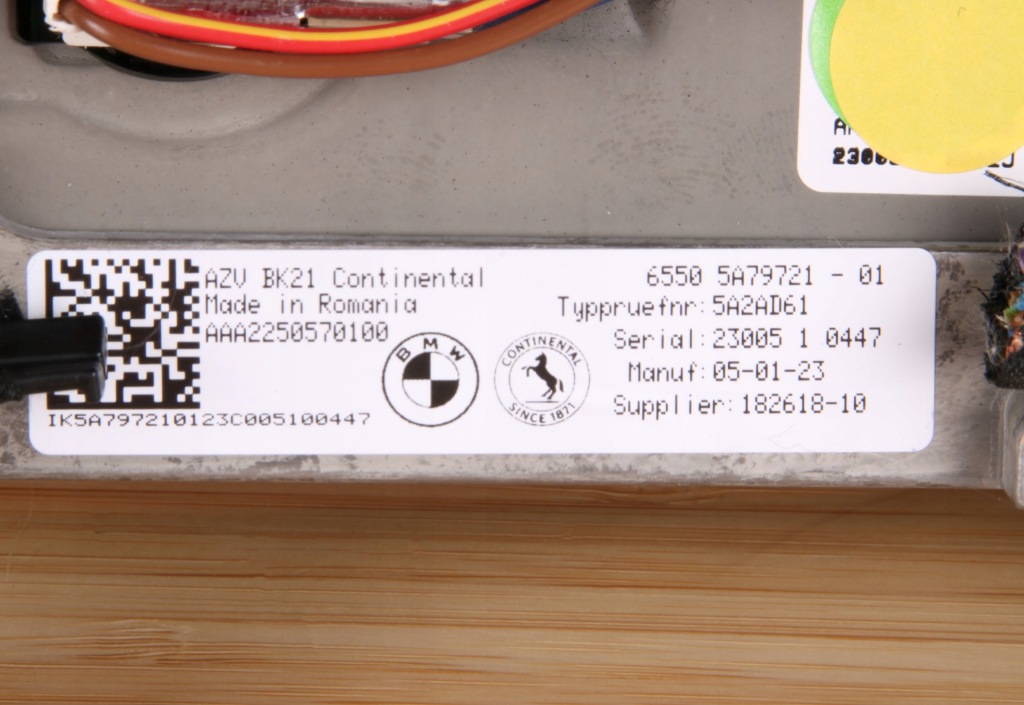 AZV BK21 Continental
Made in Romania
AAA2250570100
IK5A797210123C005100447
BMW
CONTINENTAL
SINCE 1871
6550 5A79721 - 01
Typpruefnr: 5A2AD61
Serial: 23005 1 0447
Manuf: 05-01-23
Supplier: 182618-10